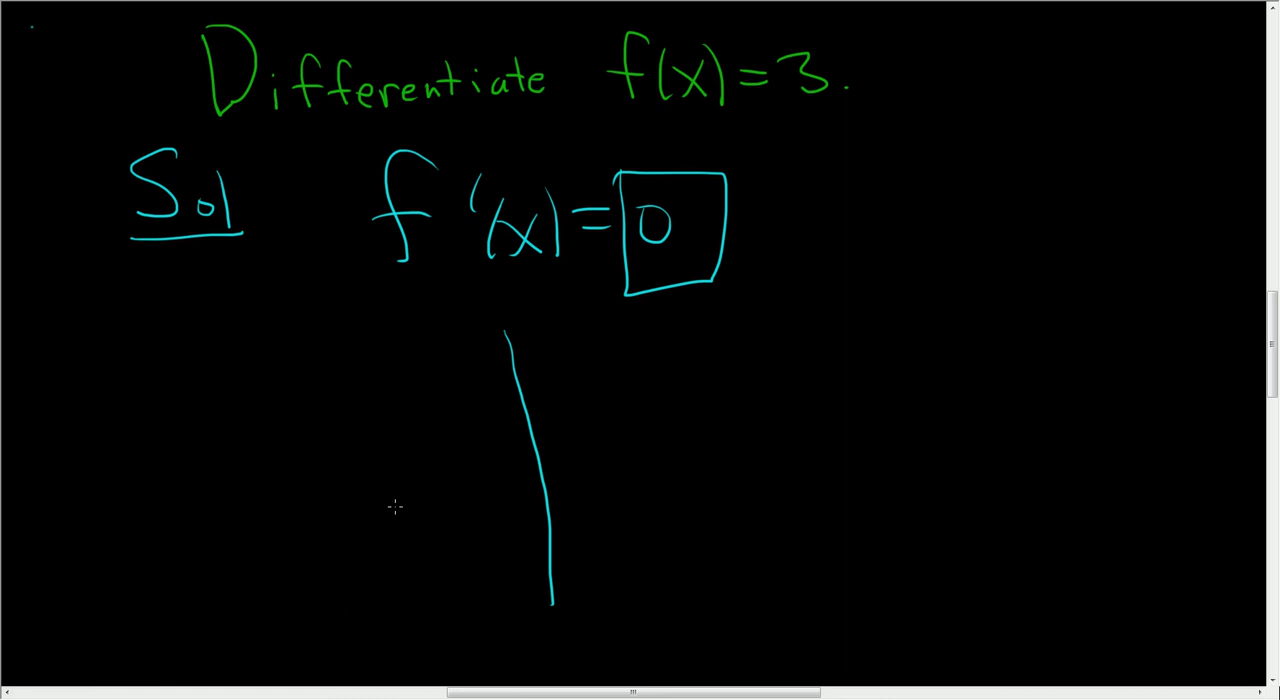 Differentiate f(x) = 3.
Sol f'(x) = 0